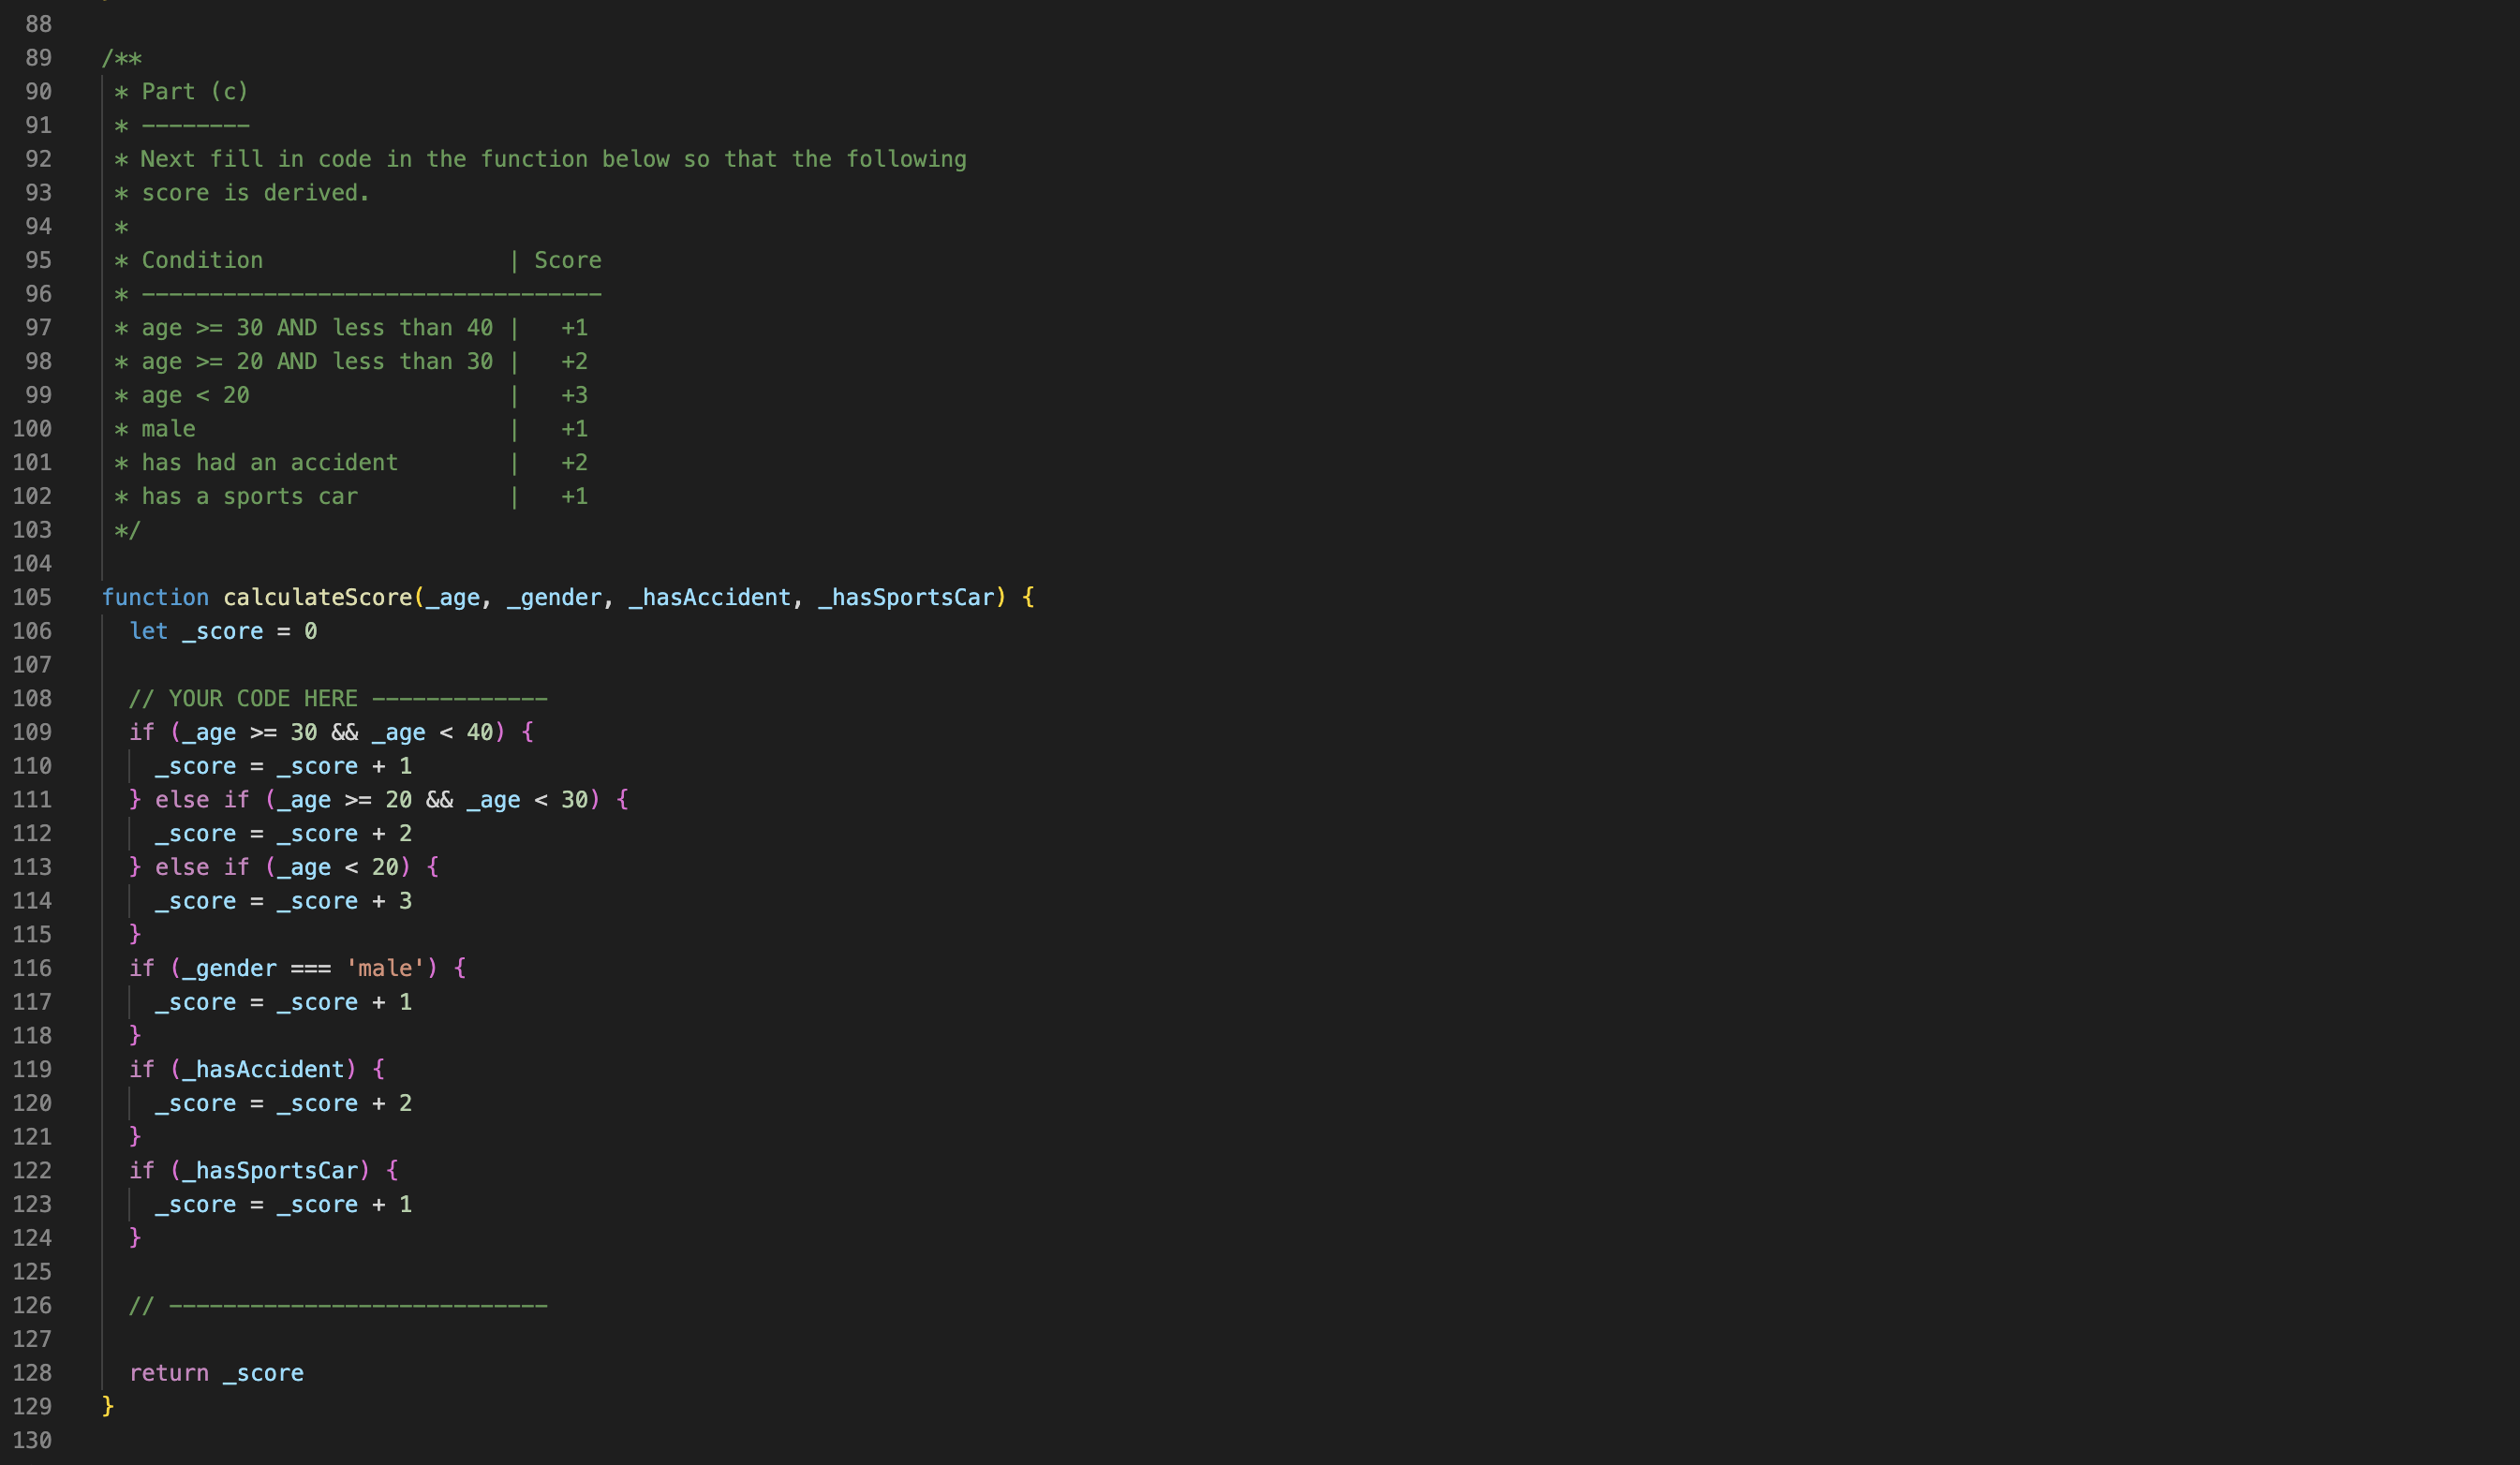 88
89 /**
90  * Part (c)
91  * --------
92  * Next fill in code in the function below so that the following
93  * score is derived.
94  *
95  * Condition                  | Score
96  * ----------------------------------
97  * age >= 30 AND less than 40 |   +1
98  * age >= 20 AND less than 30 |   +2
99  * age < 20                   |   +3
100  * male                       |   +1
101  * has had an accident        |   +2
102  * has a sports car           |   +1
103  */
104
105 function calculateScore(_age, _gender, _hasAccident, _hasSportsCar) {
106   let _score = 0
107
108   // YOUR CODE HERE -------------
109   if (_age >= 30 && _age < 40) {
110     _score = _score + 1
111   } else if (_age >= 20 && _age < 30) {
112     _score = _score + 2
113   } else if (_age < 20) {
114     _score = _score + 3
115   }
116   if (_gender === 'male') {
117     _score = _score + 1
118   }
119   if (_hasAccident) {
120     _score = _score + 2
121   }
122   if (_hasSportsCar) {
123     _score = _score + 1
124   }
125
126   // ----------------------------
127
128   return _score
129 }
130